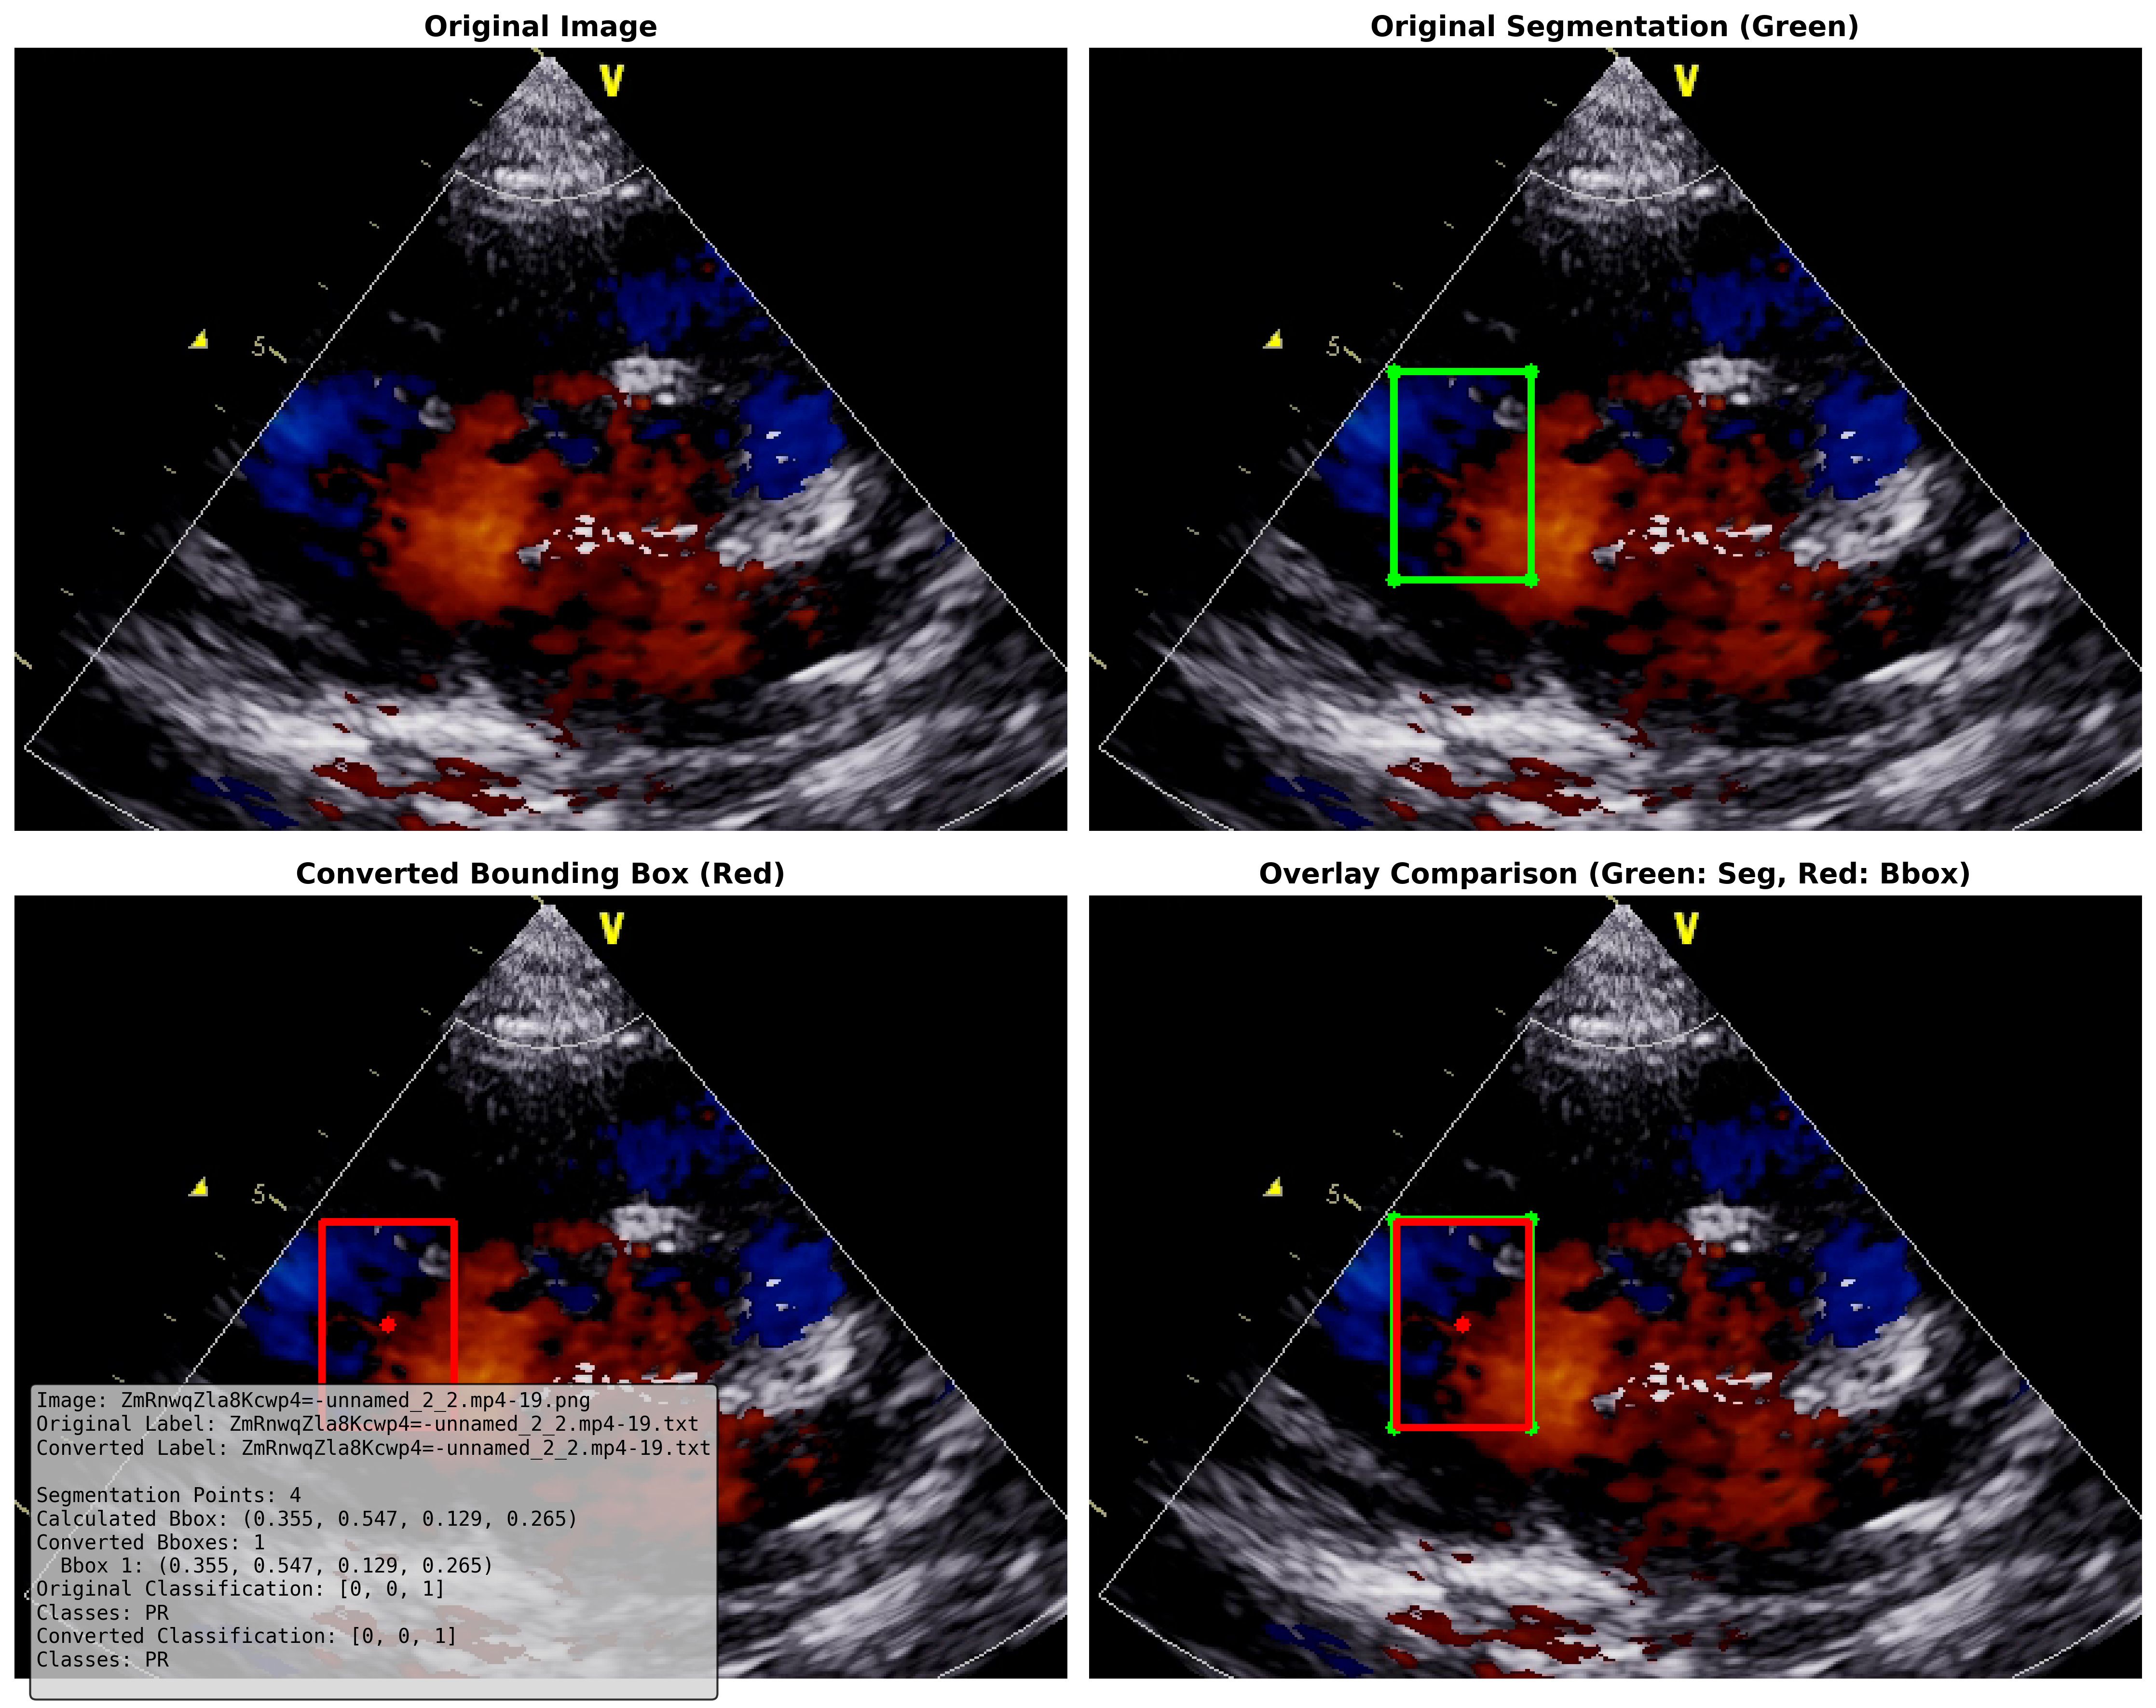 Original Image
Original Segmentation (Green)
V
V
5
5
Converted Bounding Box (Red)
Overlay Comparison (Green: Seg, Red: Bbox)
V
V
5
5
Image: ZmRnwqZla8Kcwp4=-unnamed_2_2.mp4-19.png
Original Label: ZmRnwqZla8Kcwp4=-unnamed_2_2.mp4-19.txt
Converted Label: ZmRnwqZla8Kcwp4=-unnamed_2_2.mp4-19.txt
Segmentation Points: 4
Calculated Bbox: (0.355, 0.547, 0.129, 0.265)
Converted Bboxes: 1
Bbox 1: (0.355, 0.547, 0.129, 0.265)
Original Classification: [0, 0, 1]
Classes: PR
Converted Classification: [0, 0, 1]
Classes: PR